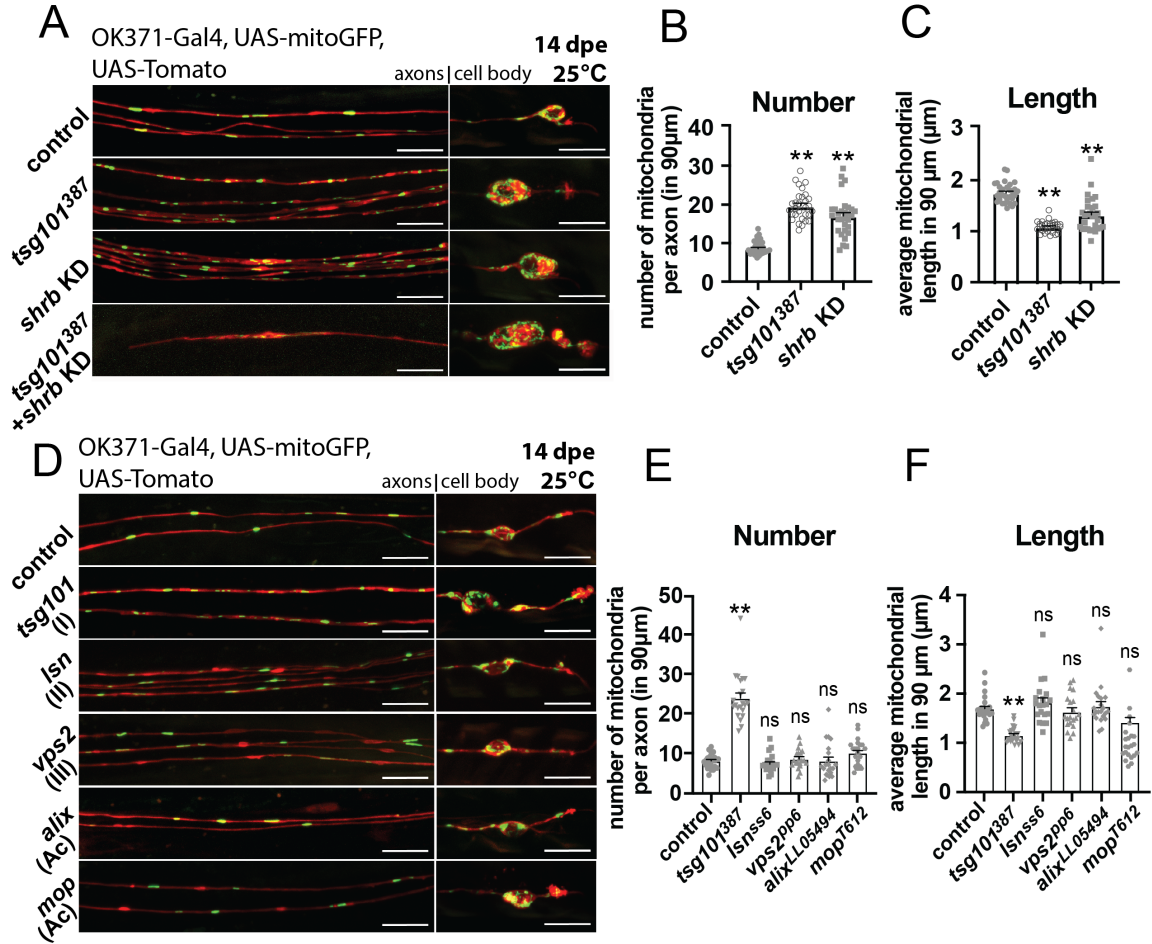 A
OK371-Gal4, UAS-mitoGFP,
UAS-Tomato
14 dpe
25°C
axons|cell body
control
tsg101387
shrb KD
tsg101387
+shrb KD
B
Number
number of mitochondria
per axon (in 90µm)
40
30
20
10
0
**
**
control
tsg101387
shrb KD
C
Length
average mitochondrial
length in 90 µm (µm)
3
2
1
0
**
**
control
tsg101387
shrb KD
D
OK371-Gal4, UAS-mitoGFP,
UAS-Tomato
14 dpe
25°C
axons|cell body
control
tsg101
(I)
lsn
(II)
vps2
(III)
alix
(Ac)
mop
(Ac)
E
Number
number of mitochondria
per axon (in 90µm)
50
40
30
20
10
0
**
ns
ns
ns
ns
control
tsg101387
lsnss6
vps2pp6
alixLL05494
mopT612
F
Length
average mitochondrial
length in 90 µm (µm)
4
3
2
1
0
**
ns
ns
ns
ns
control
tsg101387
lsnss6
vps2pp6
alixLL05494
mopT612